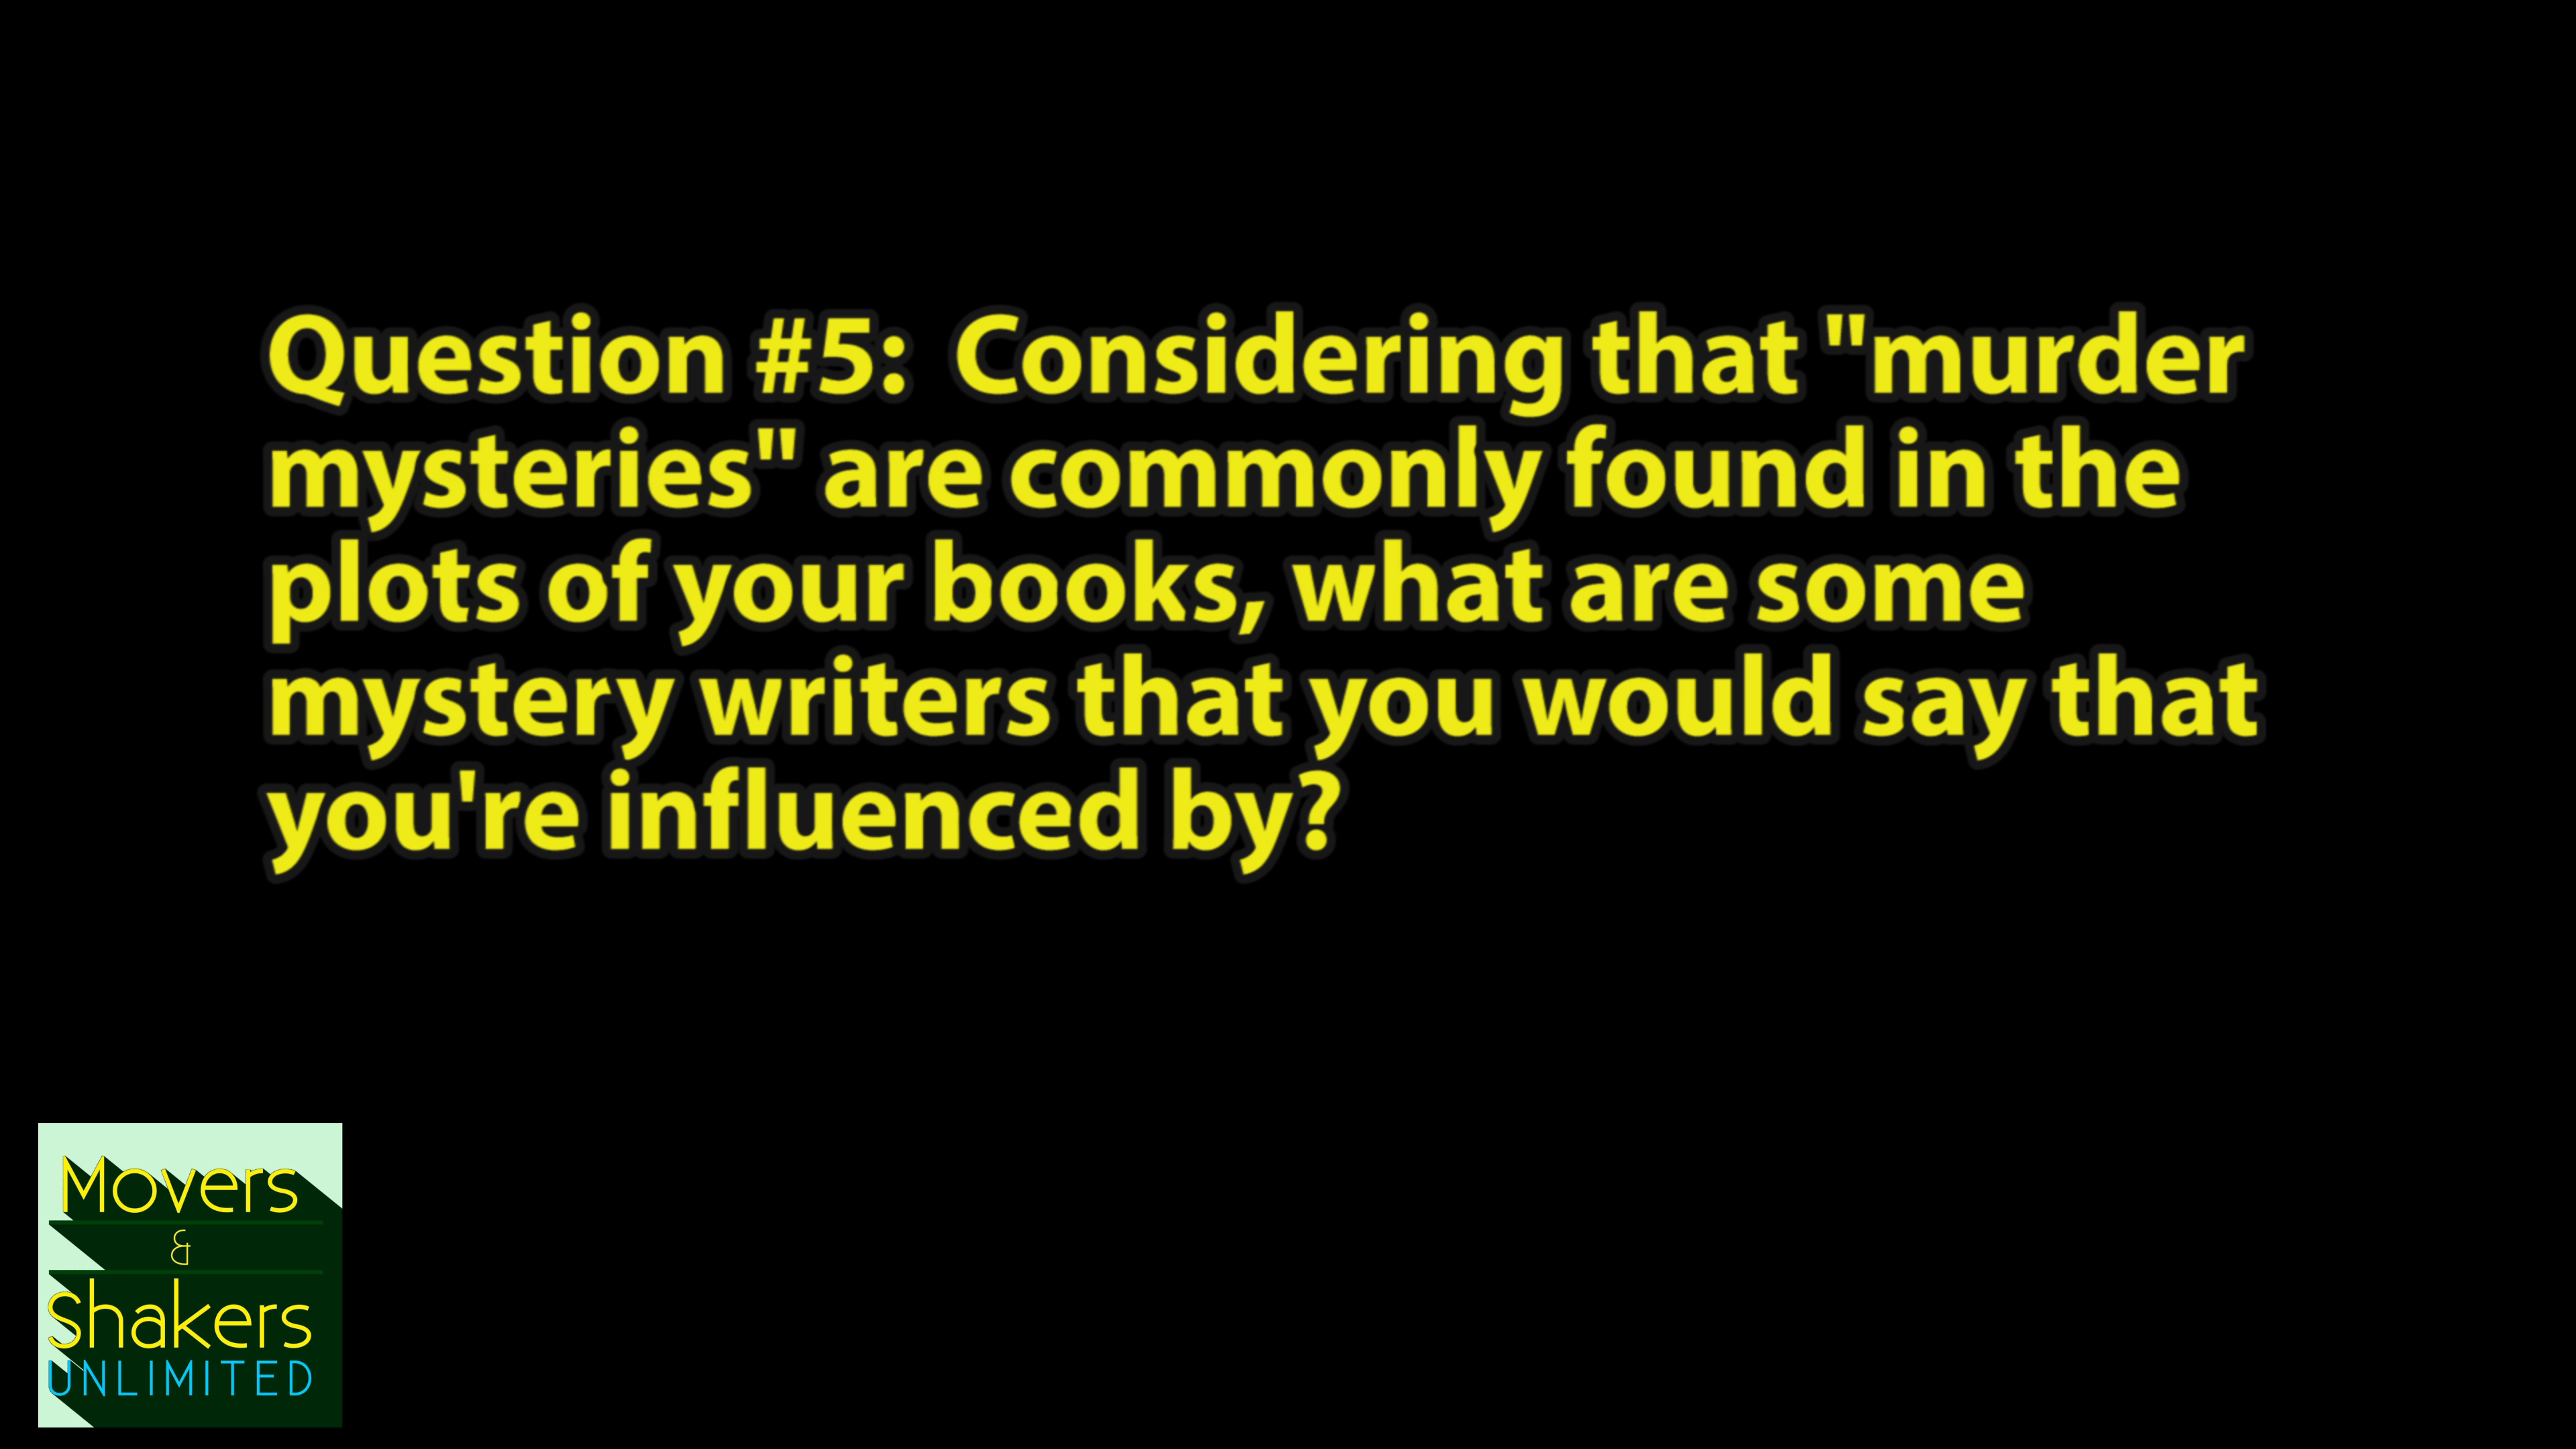 Question #5:  Considering that "murder
mysteries" are commonly found in the
plots of your books, what are some
mystery writers that you would say that
you're influenced by?
Movers
&
Shakers
UNLIMITED